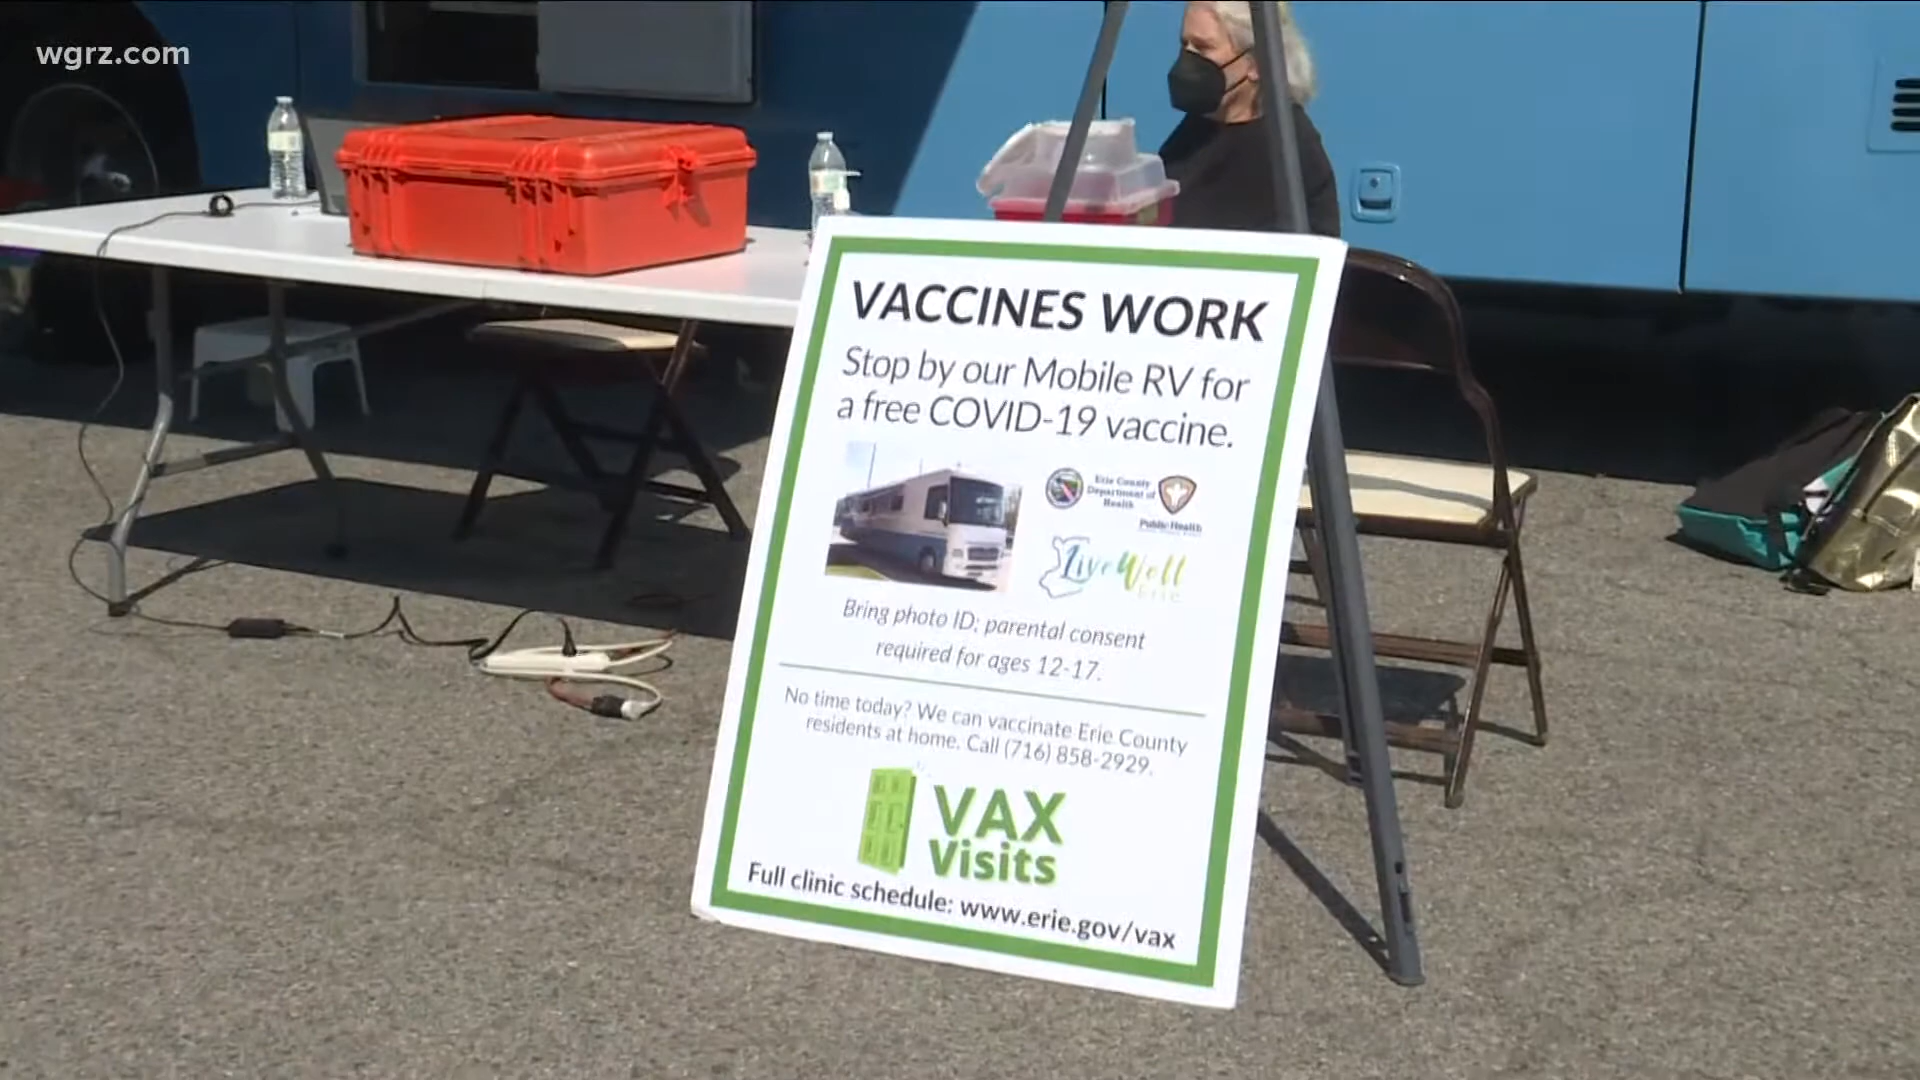 wgrz.com
VACCINES WORK
Stop by our Mobile RV for
a free COVID-19 vaccine.
Erie County
Department of
Health
Public Health
LiveWell
Erie
Bring photo ID; parental consent
required for ages 12-17.
No time today? We can vaccinate Erie County
residents at home. Call (716) 858-2929.
VAX
Visits
Full clinic schedule: www.erie.gov/vax